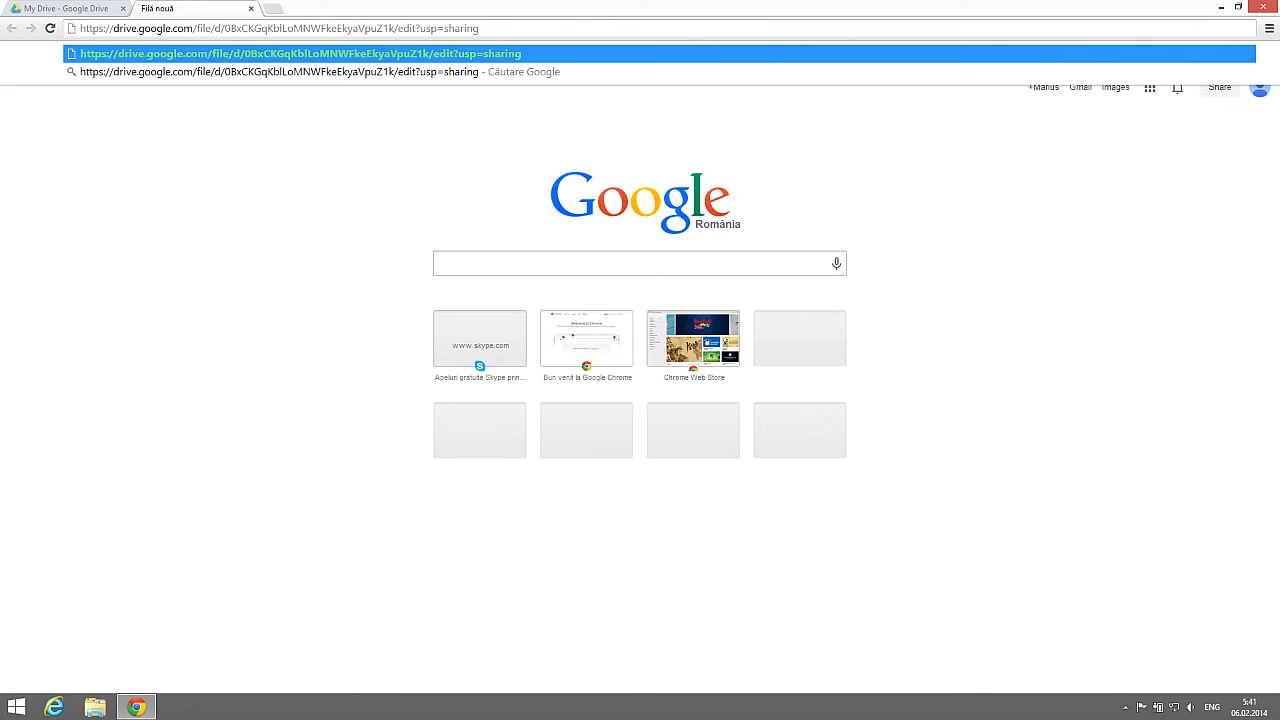 My Drive - Google Drive
Filă nouă
https://drive.google.com/file/d/0BxCKGqKblLoMNWFkeEkyaVpuZ1k/edit?usp=sharing
https://drive.google.com/file/d/0BxCKGqKblLoMNWFkeEkyaVpuZ1k/edit?usp=sharing
https://drive.google.com/file/d/0BxCKGqKblLoMNWFkeEkyaVpuZ1k/edit?usp=sharing - Căutare Google
+Marius Gmail Images Share
Google
România
www.skype.com
Welcome to Chrome
Apeluri gratuite Skype prin...
Bun venit la Google Chrome
Chrome Web Store
ENG
5:41
06.02.2014